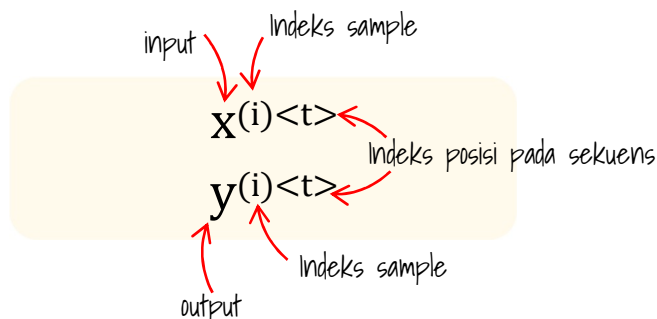 Indeks sample
input
x(i)<t>
Indeks posisi pada sekuens
y(i)<t>
Indeks sample
output